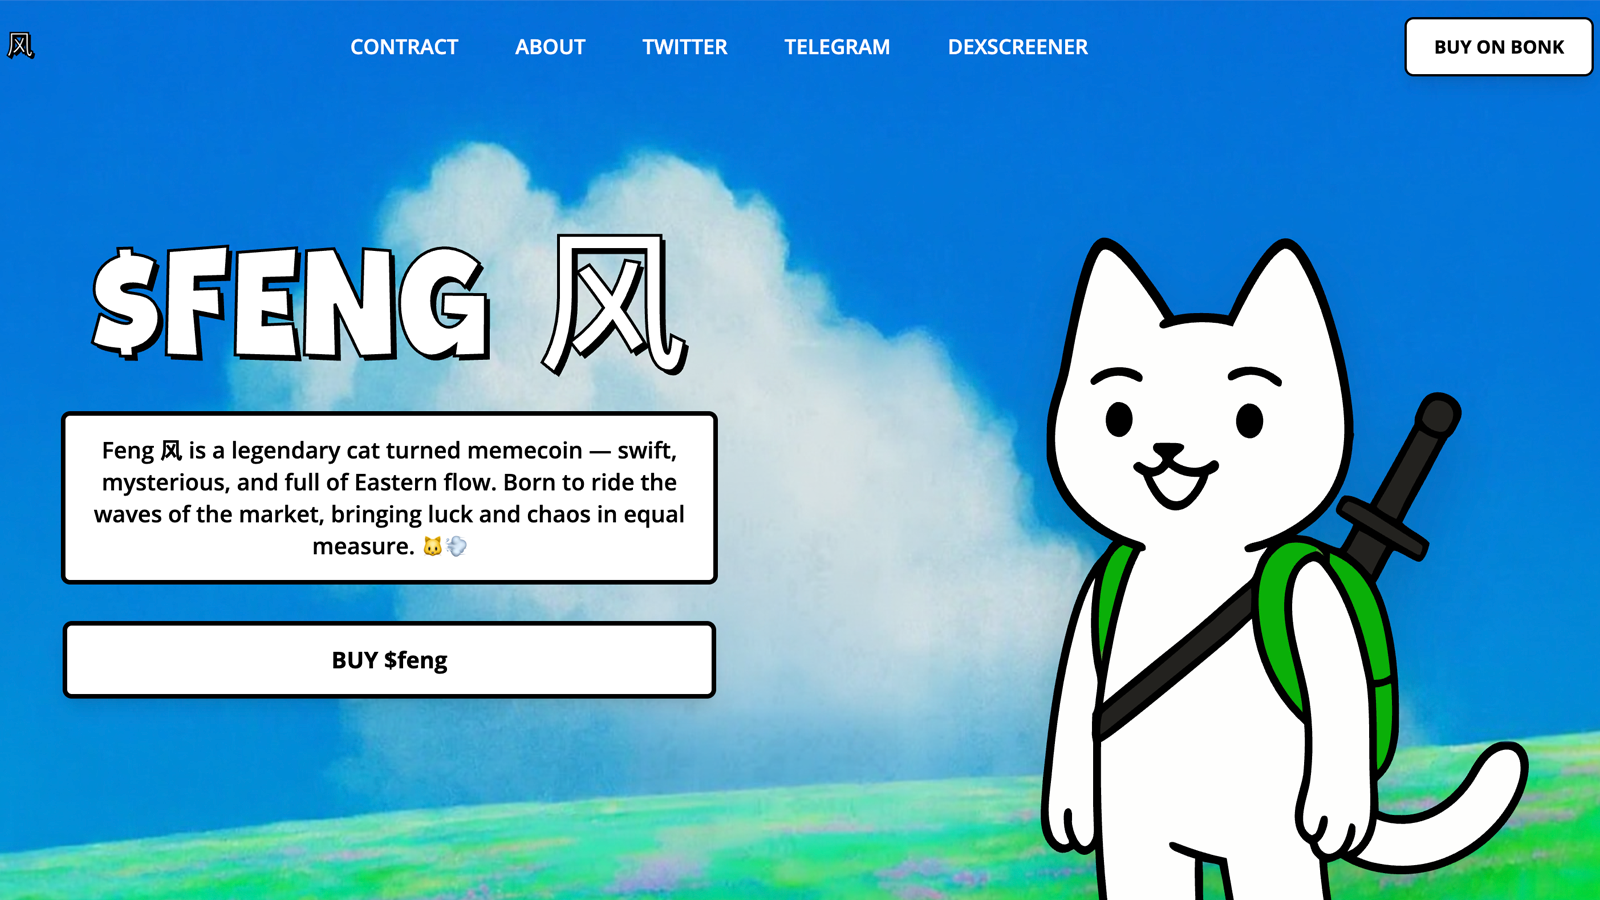 风
CONTRACT
ABOUT
TWITTER
TELEGRAM
DEXSCREENER
BUY ON BONK
$FENG 风
Feng 风 is a legendary cat turned memecoin — swift,
mysterious, and full of Eastern flow. Born to ride the
waves of the market, bringing luck and chaos in equal
measure. 🐱💨
BUY $feng